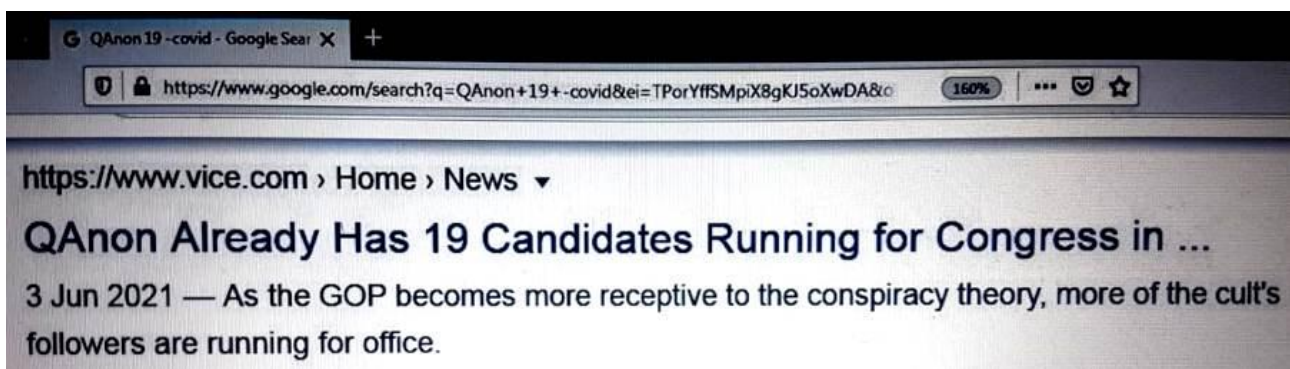 QAnon 19 -covid - Google Sear
https://www.google.com/search?q=QAnon+19+-covid&ei=TPorYffSMpiX8gKJ5oXwDA&o
160%
https://www.vice.com › Home › News
QAnon Already Has 19 Candidates Running for Congress in ...
3 Jun 2021 — As the GOP becomes more receptive to the conspiracy theory, more of the cult's
followers are running for office.